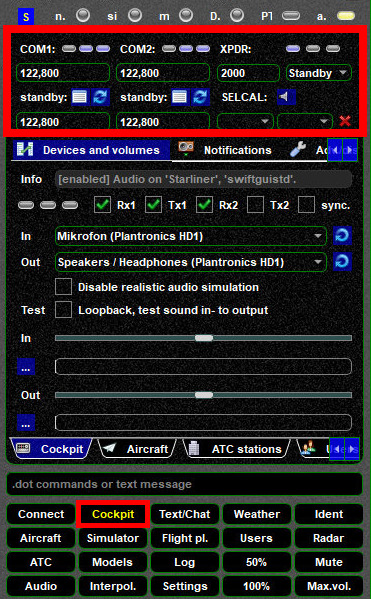 S n. si m D. PT a.
COM1: COM2: XPDR:
122,800 122,800 2000 Standby
standby: standby: SELCAL:
122,800 122,800
Devices and volumes Notifications
Info [enabled] Audio on 'Starliner', 'swiftguistd'.
Rx1 Tx1 Rx2 Tx2 sync.
In Mikrofon (Plantronics HD1)
Out Speakers / Headphones (Plantronics HD1)
Disable realistic audio simulation
Test Loopback, test sound in- to output
In
...
Out
...
Cockpit Aircraft ATC stations
.dot commands or text message
Connect Cockpit Text/Chat Weather Ident
Aircraft Simulator Flight pl. Users Radar
ATC Models Log 50% Mute
Audio Interpol. Settings 100% Max.vol.